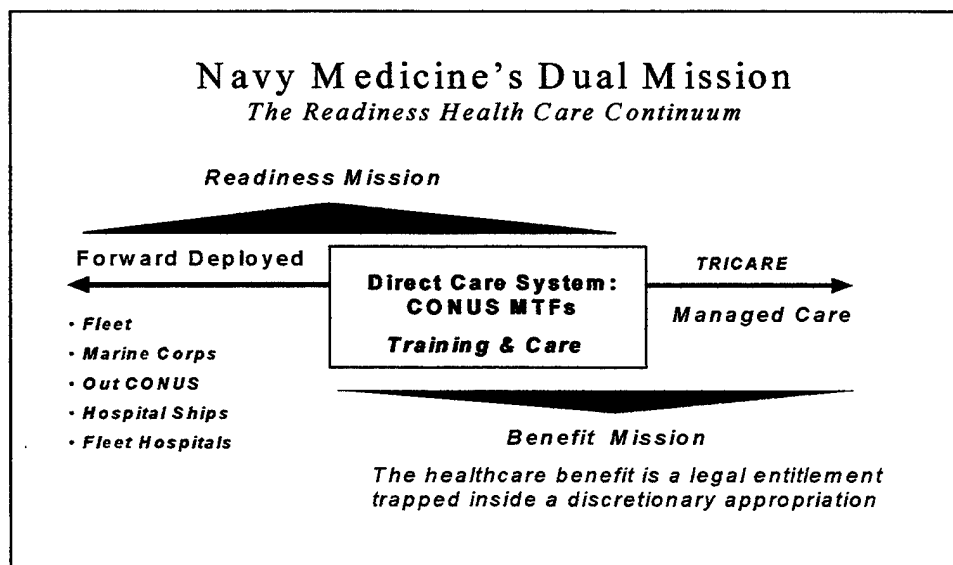 Navy Medicine's Dual Mission
The Readiness Health Care Continuum
Readiness Mission
Forward Deployed
• Fleet
• Marine Corps
• Out CONUS
• Hospital Ships
• Fleet Hospitals
Direct Care System:
CONUS MTFs
Training & Care
TRICARE
Managed Care
Benefit Mission
The healthcare benefit is a legal entitlement
trapped inside a discretionary appropriation